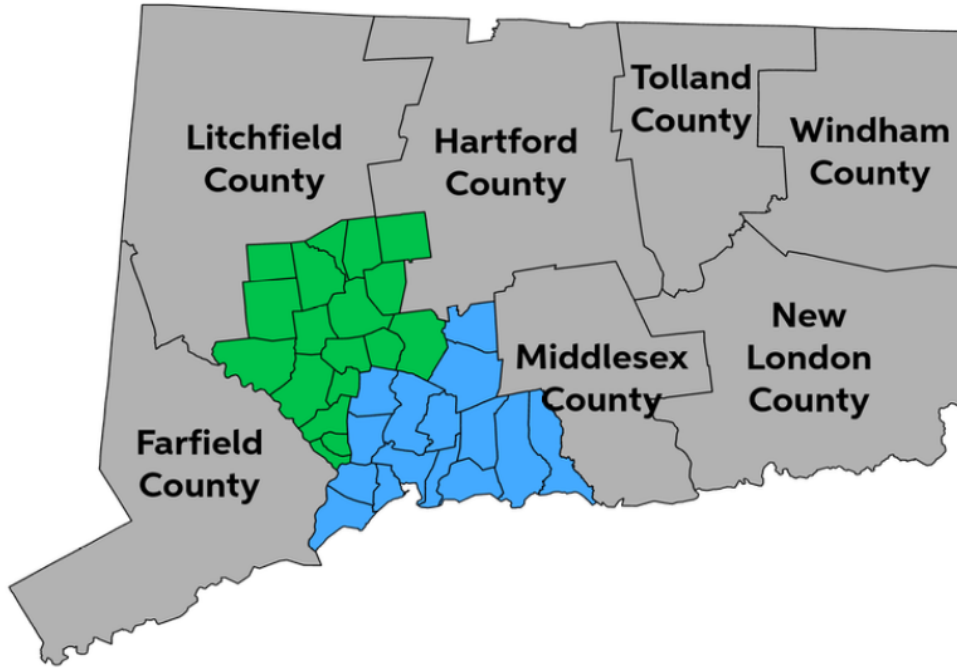 Tolland
County
Litchfield
County
Hartford
County
Windham
County
New
London
County
Middlesex
County
Farfield
County